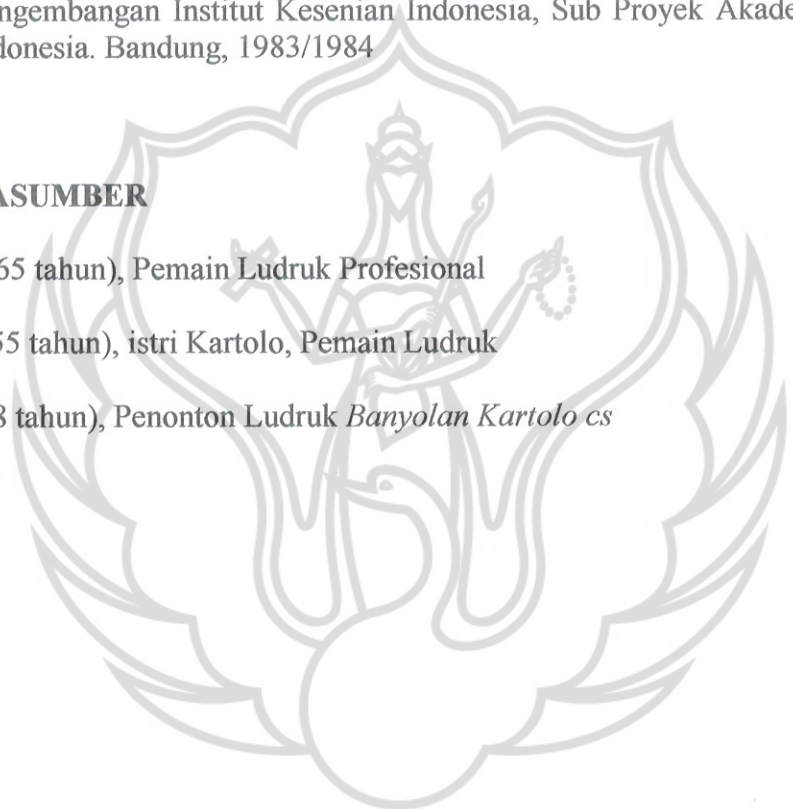 ngembangan Institut Kesenian Indonesia, Sub Proyek Akade
donesia. Bandung, 1983/1984
ASUMBER
65 tahun), Pemain Ludruk Profesional
55 tahun), istri Kartolo, Pemain Ludruk
8 tahun), Penonton Ludruk Banyolan Kartolo cs